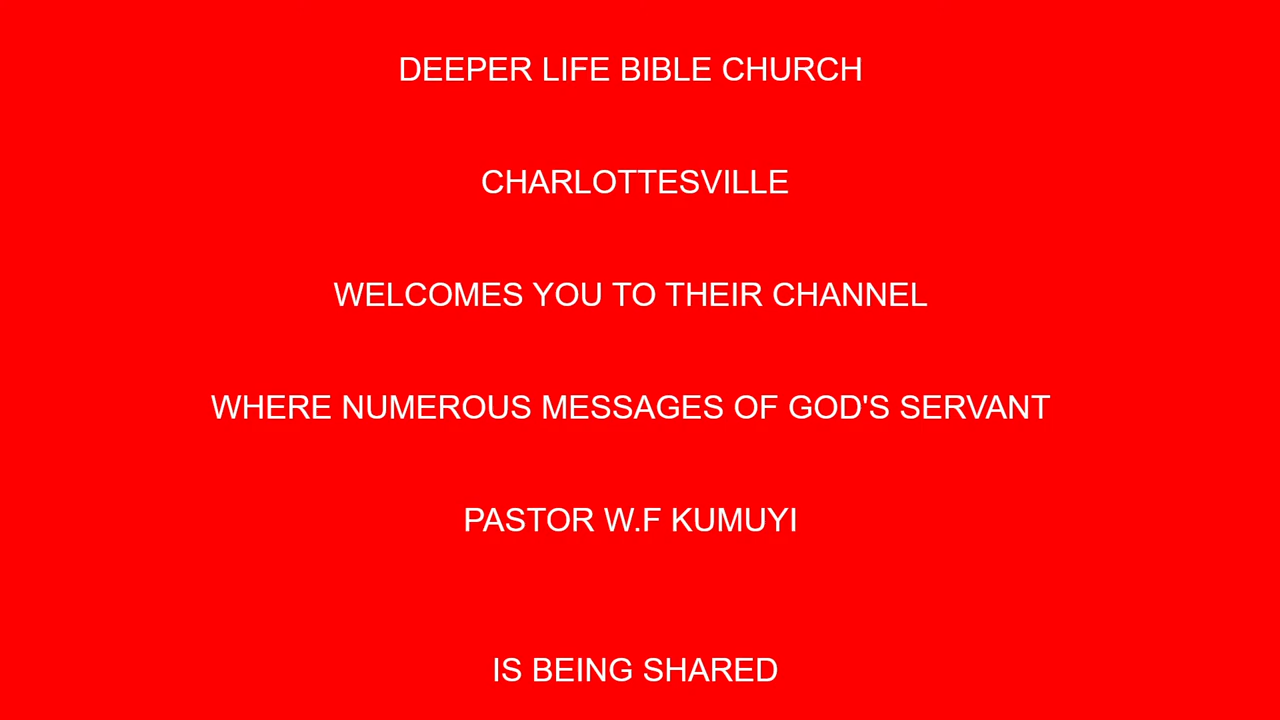 DEEPER LIFE BIBLE CHURCH
CHARLOTTESVILLE
WELCOMES YOU TO THEIR CHANNEL
WHERE NUMEROUS MESSAGES OF GOD'S SERVANT
PASTOR W.F KUMUYI
IS BEING SHARED